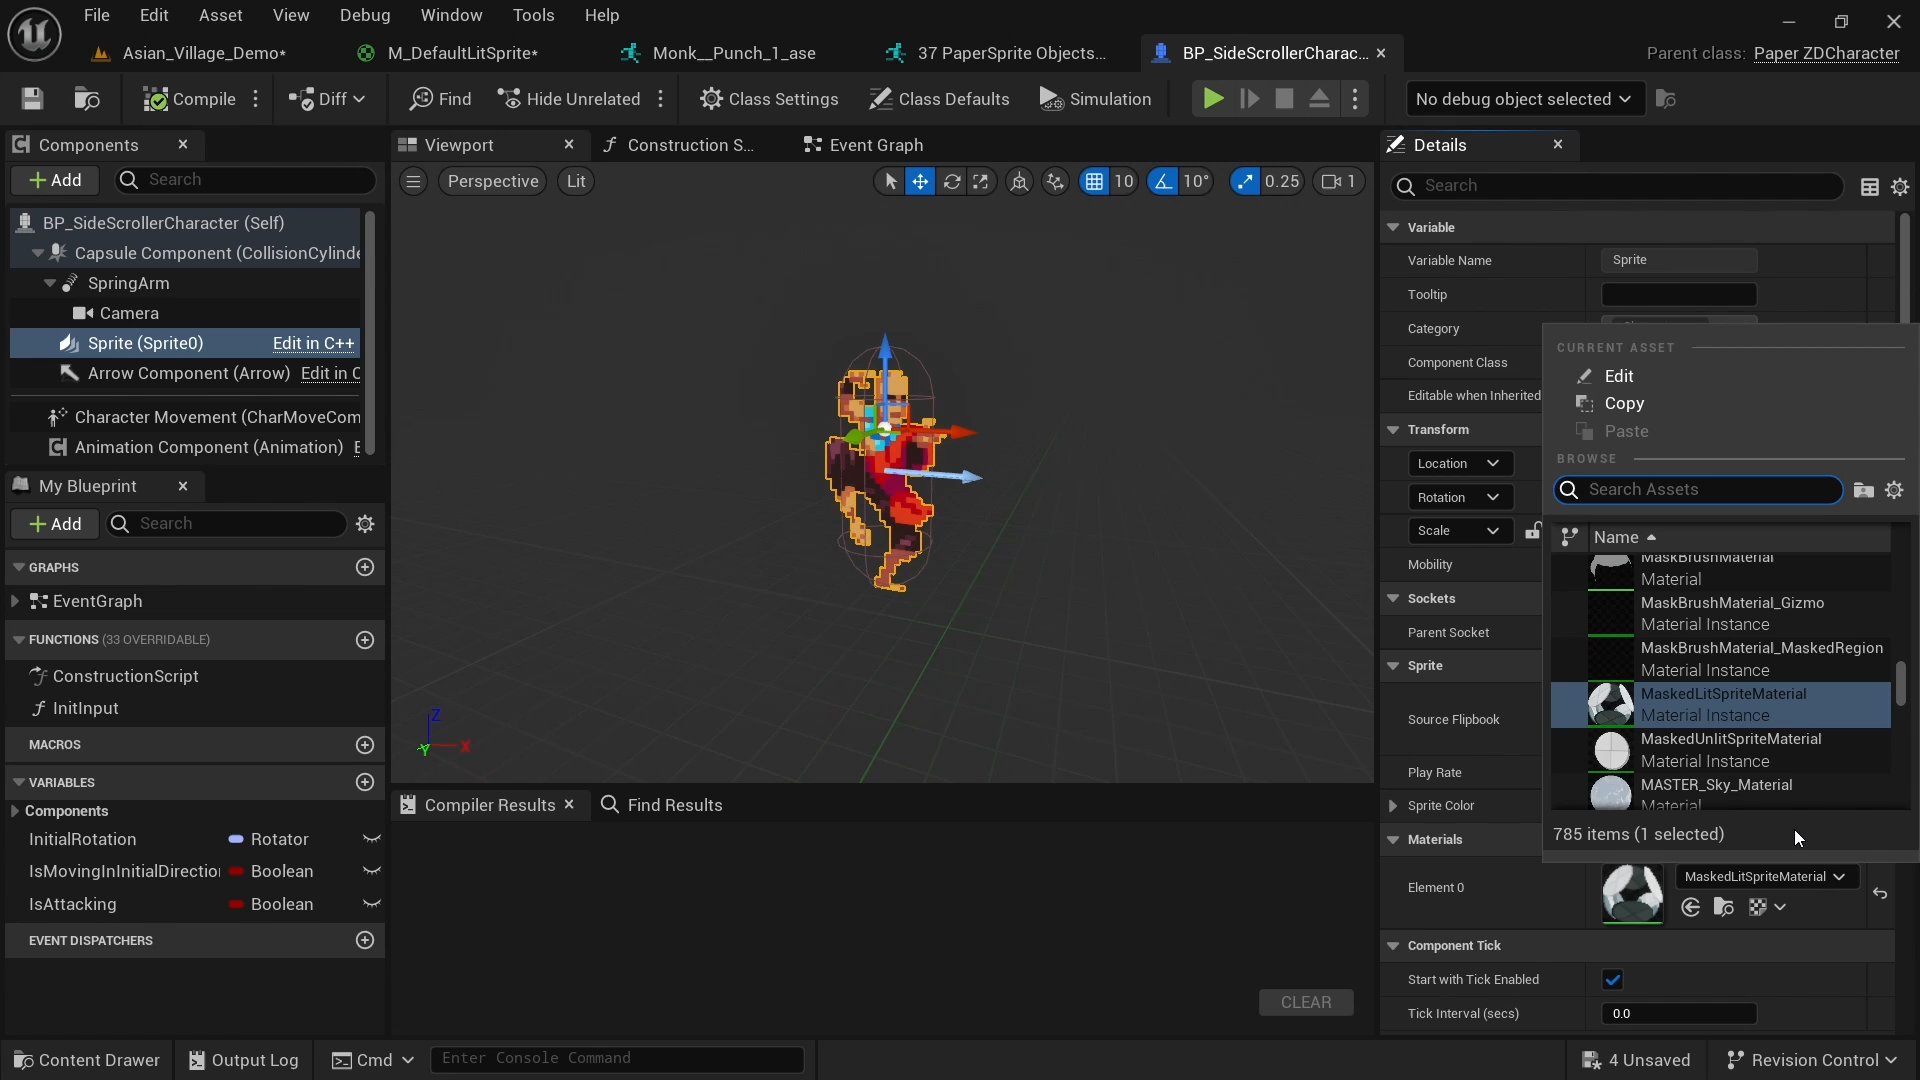 File Edit Asset View Debug Window Tools Help
Asian_Village_Demo* M_DefaultLitSprite* Monk__Punch_1_ase 37 PaperSprite Objects... BP_SideScrollerCharac... Parent class: Paper ZDCharacter
Compile Diff Find Hide Unrelated Class Settings Class Defaults Simulation No debug object selected
Components
Add Search
BP_SideScrollerCharacter (Self)
Capsule Component (CollisionCylinde
SpringArm
Camera
Sprite (Sprite0) Edit in C++
Arrow Component (Arrow) Edit in C
Character Movement (CharMoveCom
Animation Component (Animation) E
My Blueprint
Add Search
GRAPHS
EventGraph
FUNCTIONS (33 OVERRIDABLE)
ConstructionScript
InitInput
MACROS
VARIABLES
Components
InitialRotation Rotator
IsMovingInInitialDirectio Boolean
IsAttacking Boolean
EVENT DISPATCHERS
Viewport Construction S... Event Graph
Perspective Lit 10 10° 0.25 1
Z
Y X
Compiler Results Find Results
CLEAR
Details
Search
Variable
Variable Name Sprite
Tooltip
Category
Component Class
Editable when Inherited
Transform
Location
Rotation
Scale
Mobility
Sockets
Parent Socket
Sprite
Source Flipbook
Play Rate
Sprite Color
Materials
Element 0 MaskedLitSpriteMaterial
Component Tick
Start with Tick Enabled
Tick Interval (secs) 0.0
CURRENT ASSET
Edit
Copy
Paste
BROWSE
Search Assets
Name
MaskBrushMaterial
Material
MaskBrushMaterial_Gizmo
Material Instance
MaskBrushMaterial_MaskedRegion
Material Instance
MaskedLitSpriteMaterial
Material Instance
MaskedUnlitSpriteMaterial
Material Instance
MASTER_Sky_Material
Material
785 items (1 selected)
Content Drawer Output Log Cmd Enter Console Command 4 Unsaved Revision Control